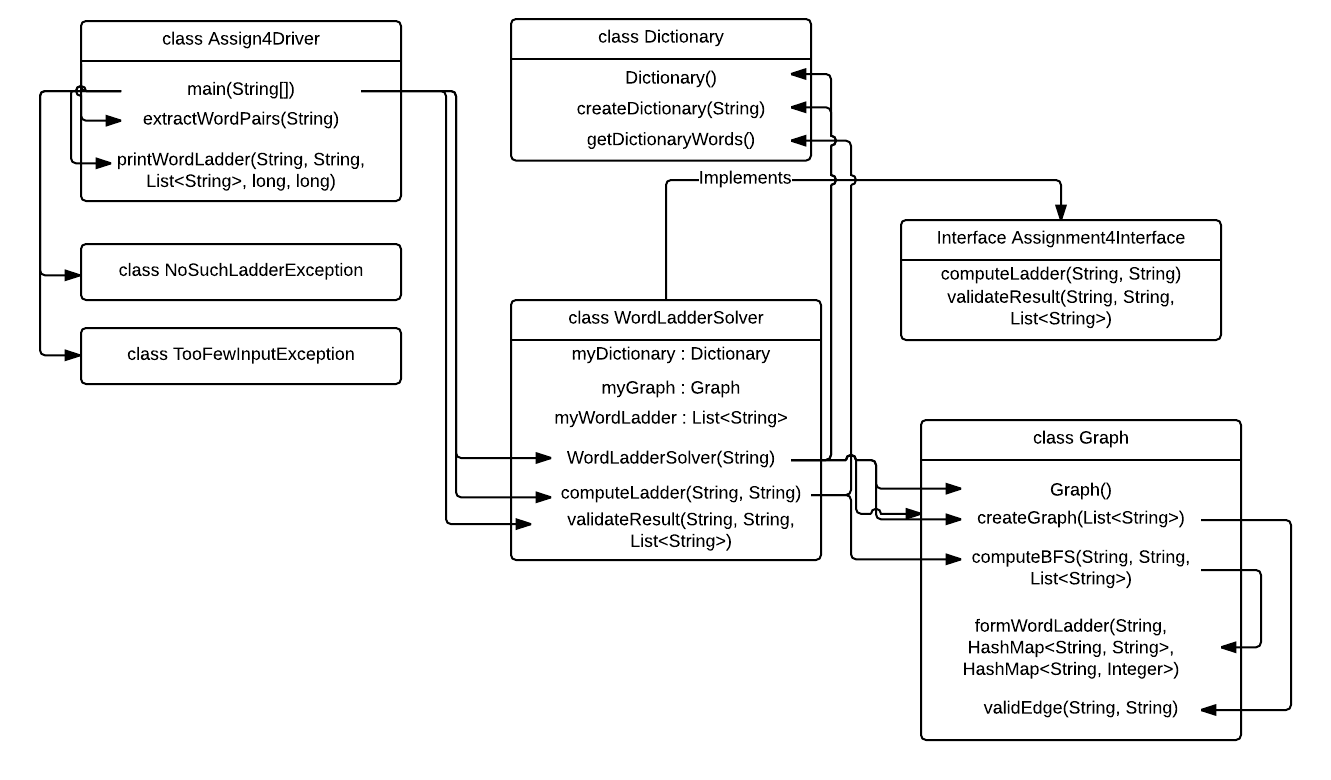 class Assign4Driver
main(String[])
extractWordPairs(String)
printWordLadder(String, String,
List<String>, long, long)
class NoSuchLadderException
class TooFewInputException
class Dictionary
Dictionary()
createDictionary(String)
getDictionaryWords()
Implements
Interface Assignment4Interface
computeLadder(String, String)
validateResult(String, String,
List<String>)
class WordLadderSolver
myDictionary : Dictionary
myGraph : Graph
myWordLadder : List<String>
WordLadderSolver(String)
computeLadder(String, String)
validateResult(String, String,
List<String>)
class Graph
Graph()
createGraph(List<String>)
computeBFS(String, String,
List<String>)
formWordLadder(String,
HashMap<String, String>,
HashMap<String, Integer>)
validEdge(String, String)